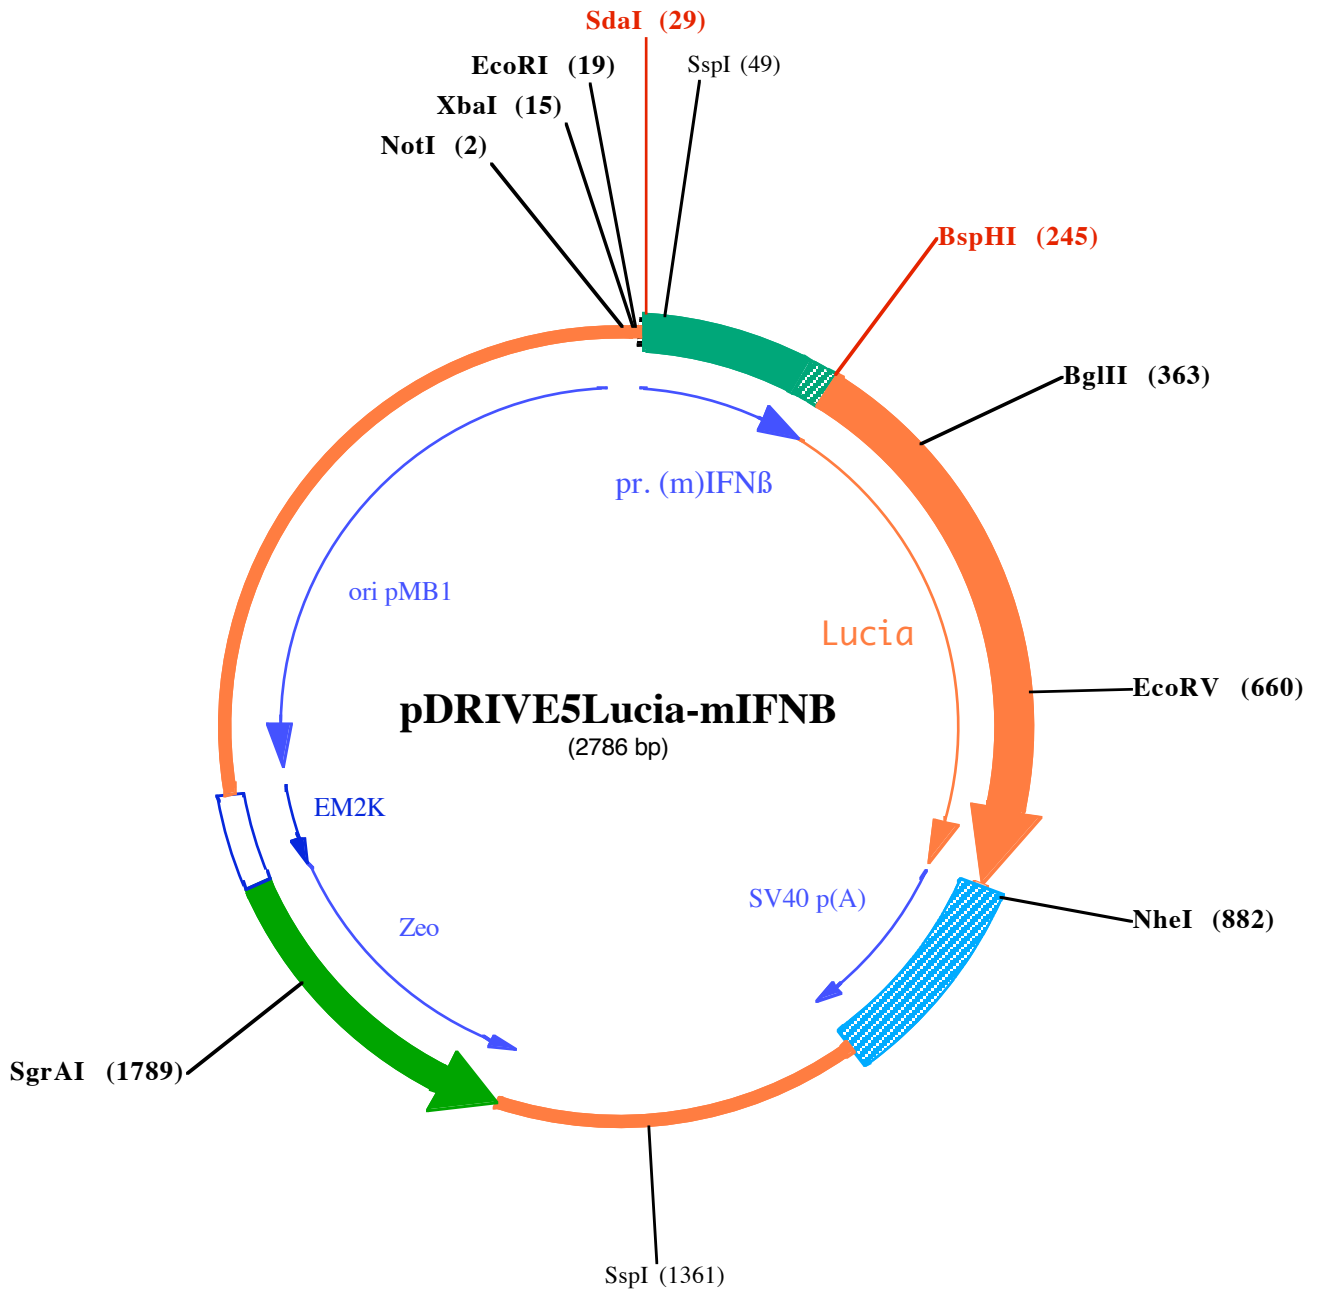 SdaI (29)
EcoRI (19)
SspI (49)
XbaI (15)
NotI (2)
BspHI (245)
BglII (363)
pr. (m)IFNß
ori pMB1
Lucia
EcoRV (660)
pDRIVE5Lucia-mIFNB
(2786 bp)
EM2K
SV40 p(A)
NheI (882)
Zeo
SgrAI (1789)
SspI (1361)